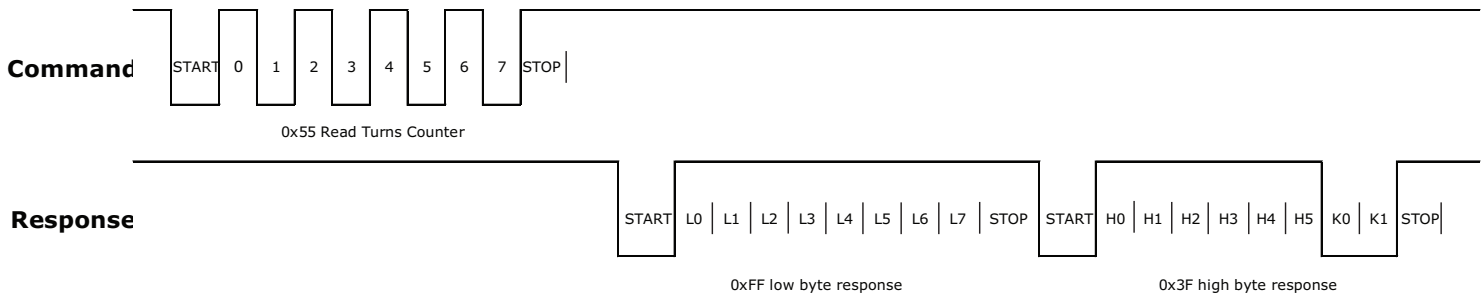 Command START 0 1 2 3 4 5 6 7 STOP
0x55 Read Turns Counter
Response START L0 L1 L2 L3 L4 L5 L6 L7 STOP START H0 H1 H2 H3 H4 H5 K0 K1 STOP
0xFF low byte response 0x3F high byte response